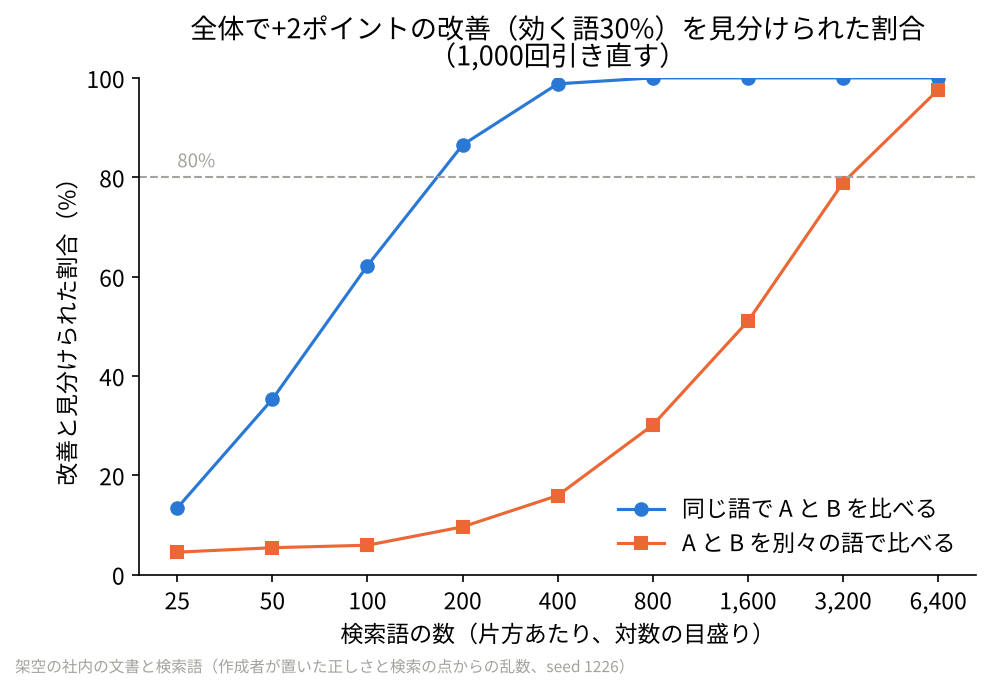 全体で+2ポイントの改善（効く語30%）を見分けられた割合
（1,000回引き直す）
改善と見分けられた割合（%）
100
80
60
40
20
0
80%
同じ語で A と B を比べる
A と B を別々の語で比べる
25 50 100 200 400 800 1,600 3,200 6,400
検索語の数（片方あたり、対数の目盛り）
架空の社内の文書と検索語（作成者が置いた正しさと検索の点からの乱数、seed 1226）